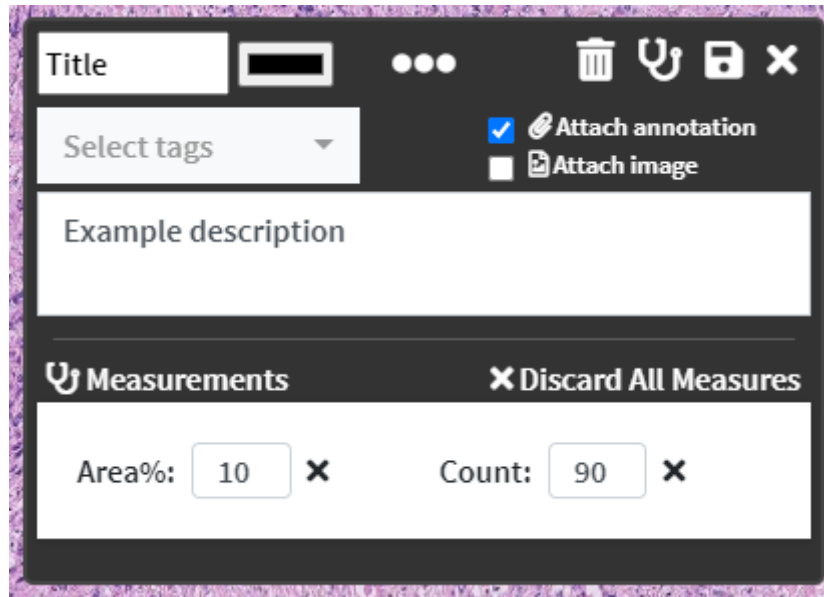 Title
Select tags
Attach annotation
Attach image
Example description
Measurements Discard All Measures
Area%: 10 Count: 90